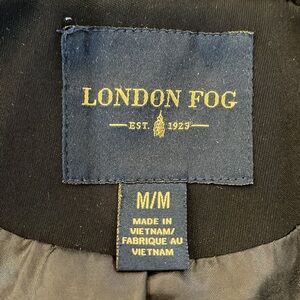 LONDON FOG
EST. 1923
M/M
MADE IN
VIETNAM/
FABRIQUE AU
VIETNAM